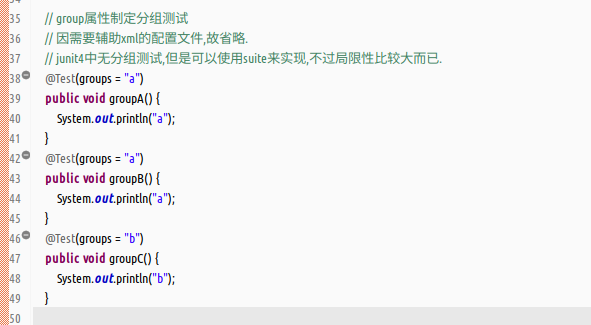 35 // group属性制定分组测试
36 // 因需要辅助xml的配置文件,故省略.
37 // junit4中无分组测试,但是可以使用suite来实现,不过局限性比较大而已.
38 @Test(groups = "a")
39 public void groupA() {
40 System.out.println("a");
41 }
42 @Test(groups = "a")
43 public void groupB() {
44 System.out.println("a");
45 }
46 @Test(groups = "b")
47 public void groupC() {
48 System.out.println("b");
49 }
50